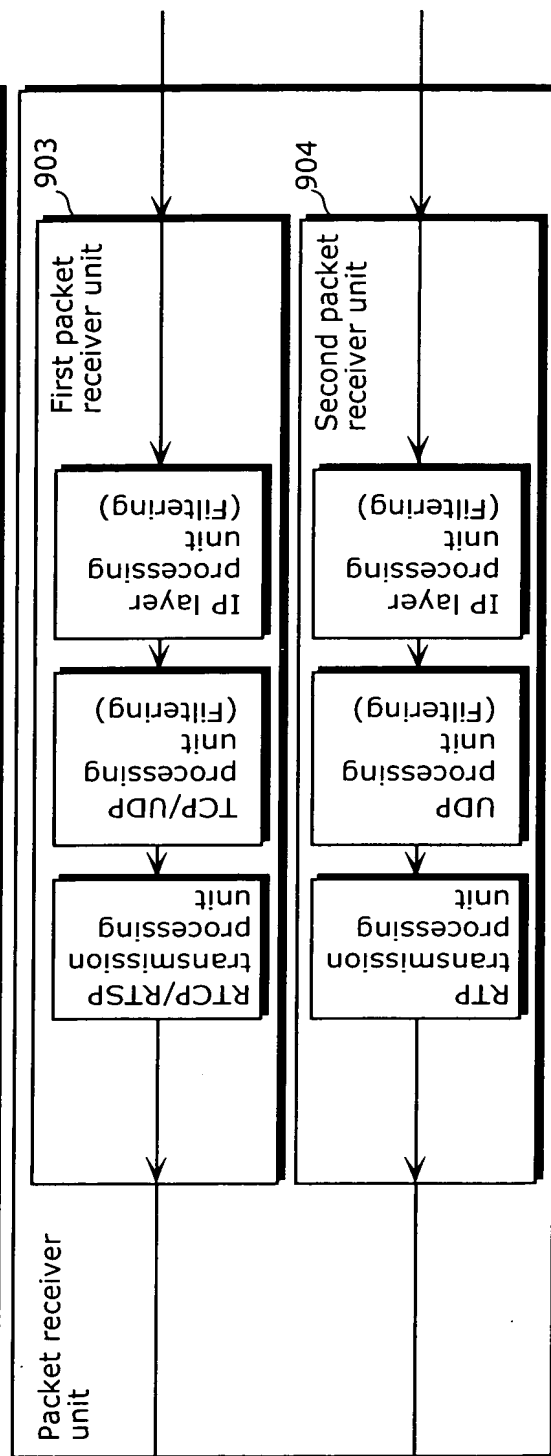 Packet receiver
unit
903
First packet
receiver unit
IP layer
processing
unit
(Filtering)
TCP/UDP
processing
unit
(Filtering)
RTCP/RTSP
transmission
processing
unit
904
Second packet
receiver unit
IP layer
processing
unit
(Filtering)
UDP
processing
unit
(Filtering)
RTP
transmission
processing
unit